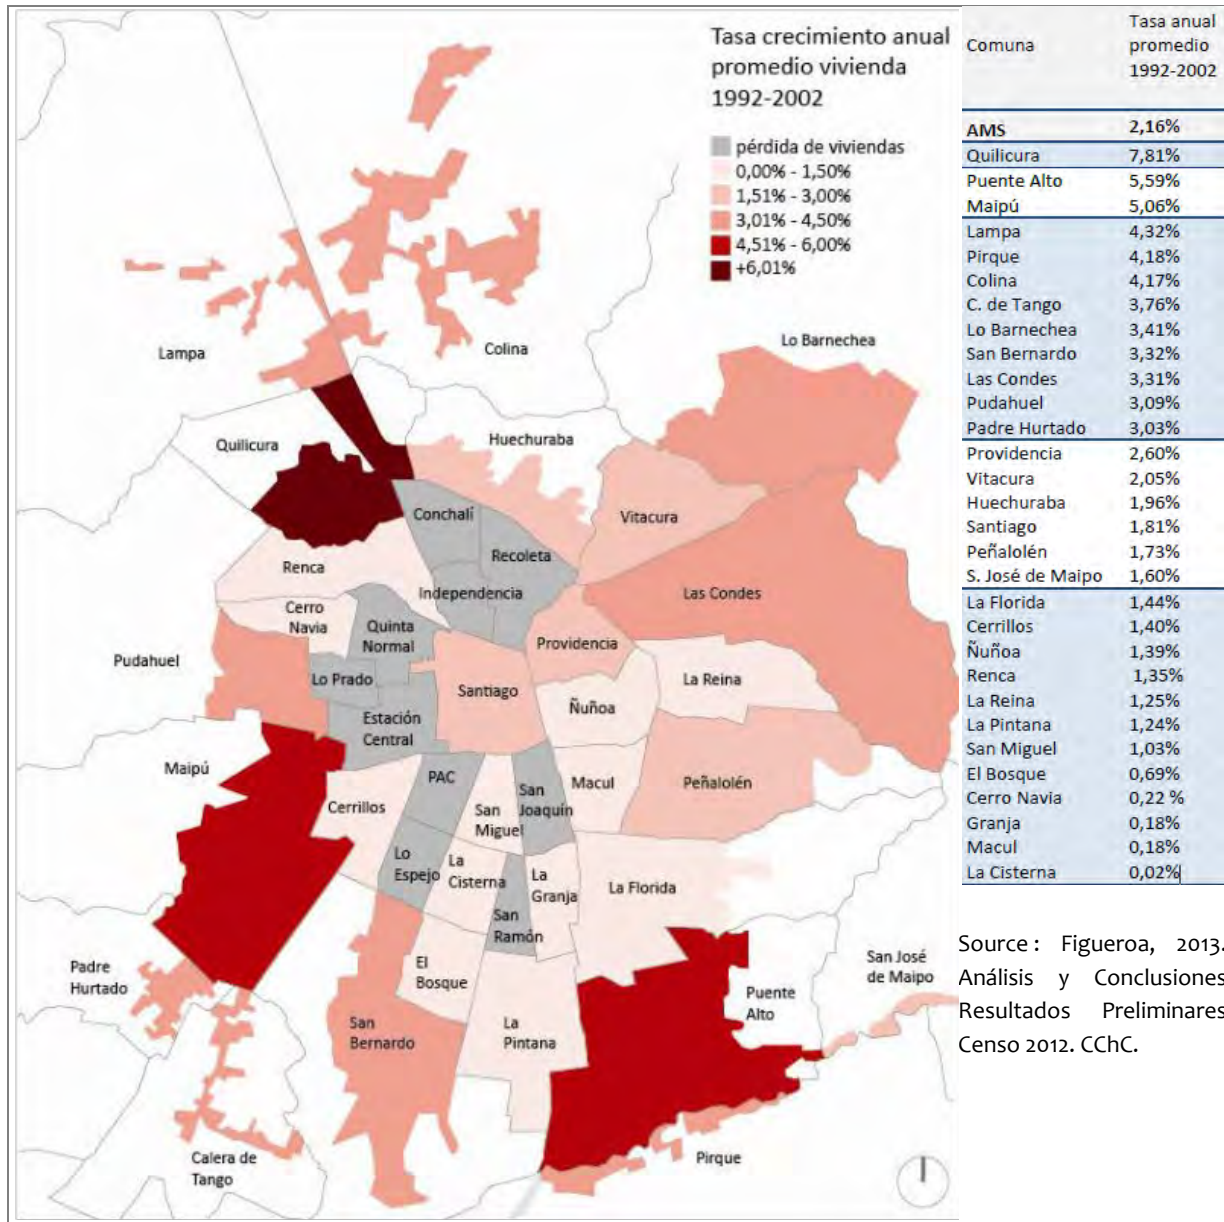 Tasa crecimiento anual
promedio vivienda
1992-2002
pérdida de viviendas
0,00% - 1,50%
1,51% - 3,00%
3,01% - 4,50%
4,51% - 6,00%
+6,01%
Lampa
Colina
Lo Barnechea
Quilicura
Huechuraba
Conchalí
Vitacura
Recoleta
Renca
Independencia
Las Condes
Cerro
Navia
Quinta
Normal
Providencia
Pudahuel
Lo Prado
Santiago
La Reina
Estación
Central
Ñuñoa
Maipú
PAC
Macul
Peñalolén
Cerrillos
San
Miguel
San
Joaquín
Lo
Espejo
La
Cisterna
La
Granja
La Florida
San
Ramón
Padre
Hurtado
El
Bosque
San José
de Maipo
Puente
Alto
San
Bernardo
La
Pintana
Calera de
Tango
Pirque
Comuna
Tasa anual
promedio
1992-2002
AMS 2,16%
Quilicura 7,81%
Puente Alto 5,59%
Maipú 5,06%
Lampa 4,32%
Pirque 4,18%
Colina 4,17%
C. de Tango 3,76%
Lo Barnechea 3,41%
San Bernardo 3,32%
Las Condes 3,31%
Pudahuel 3,09%
Padre Hurtado 3,03%
Providencia 2,60%
Vitacura 2,05%
Huechuraba 1,96%
Santiago 1,81%
Peñalolén 1,73%
S. José de Maipo 1,60%
La Florida 1,44%
Cerrillos 1,40%
Ñuñoa 1,39%
Renca 1,35%
La Reina 1,25%
La Pintana 1,24%
San Miguel 1,03%
El Bosque 0,69%
Cerro Navia 0,22 %
Granja 0,18%
Macul 0,18%
La Cisterna 0,02%
Source : Figueroa, 2013.
Análisis y Conclusiones
Resultados Preliminares
Censo 2012. CChC.